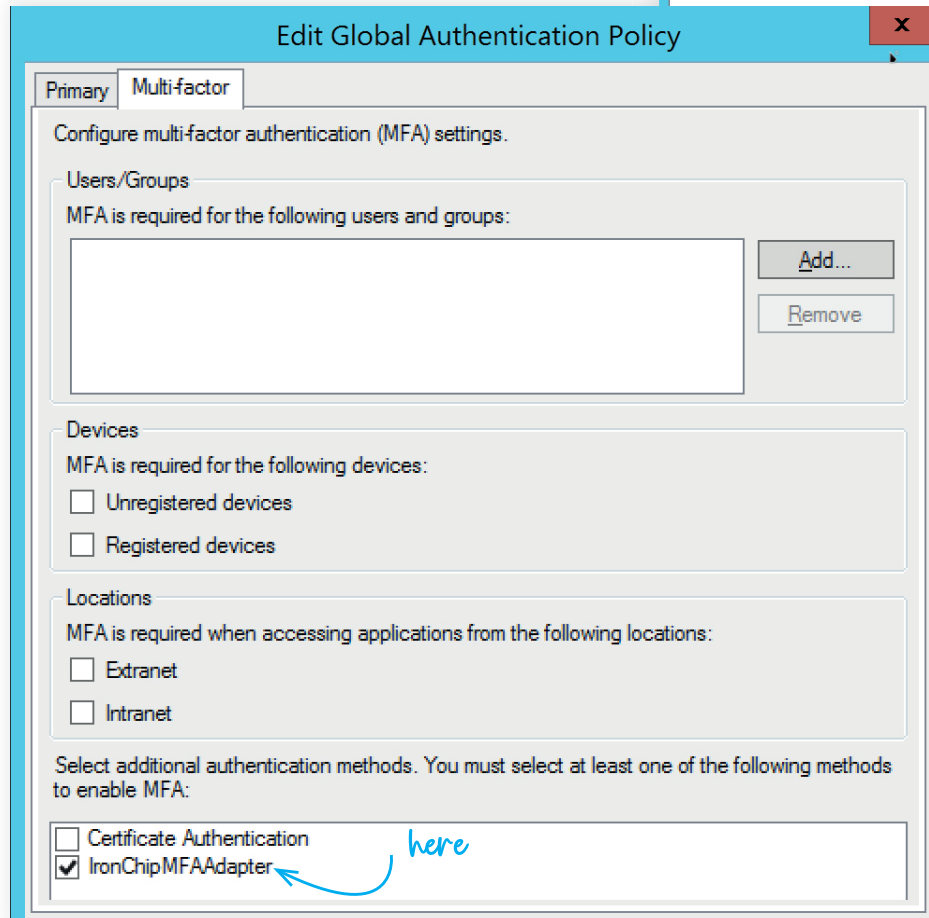 Edit Global Authentication Policy
x
Primary
Multi-factor
Configure multi-factor authentication (MFA) settings.
Users/Groups
MFA is required for the following users and groups:
Add...
Remove
Devices
MFA is required for the following devices:
Unregistered devices
Registered devices
Locations
MFA is required when accessing applications from the following locations:
Extranet
Intranet
Select additional authentication methods. You must select at least one of the following methods
to enable MFA:
Certificate Authentication
here
IronChipMFAAdapter